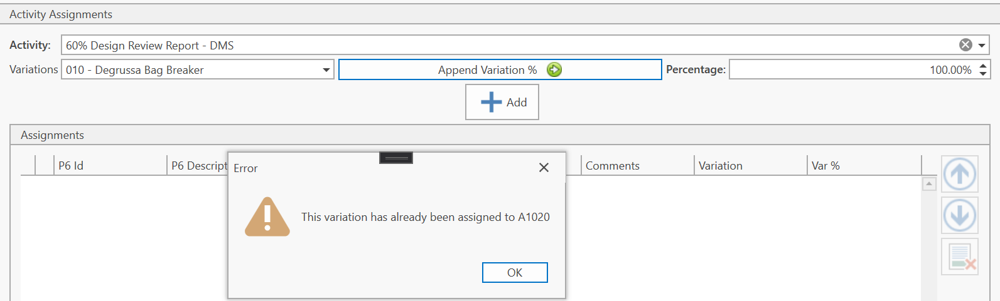 Activity Assignments
Activity: 60% Design Review Report - DMS
Variations 010 - Degrussa Bag Breaker Append Variation % Percentage: 100.00%
Add
Assignments
P6 Id P6 Descript Comments Variation Var %
Error
This variation has already been assigned to A1020
OK